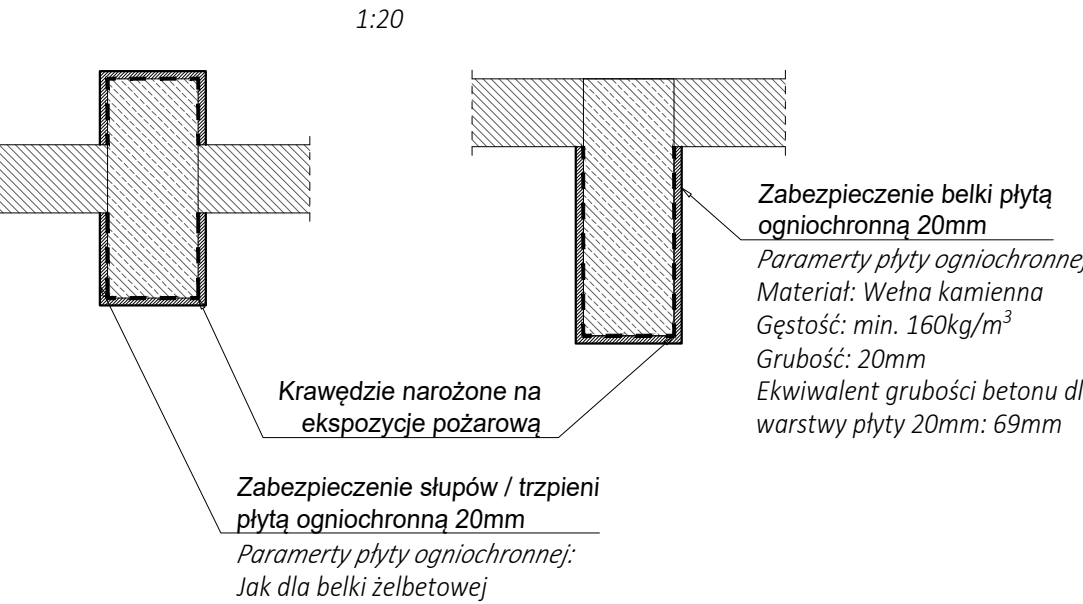 1:20
Zabezpieczenie belki płytą
ogniochronną 20mm
Paramerty płyty ogniochronnej
Materiał: Wełna kamienna
Gęstość: min. 160kg/m³
Grubość: 20mm
Ekwiwalent grubości betonu dl
warstwy płyty 20mm: 69mm
Krawędzie narożone na
ekspozycje pożarową
Zabezpieczenie słupów / trzpieni
płytą ogniochronną 20mm
Paramerty płyty ogniochronnej:
Jak dla belki żelbetowej